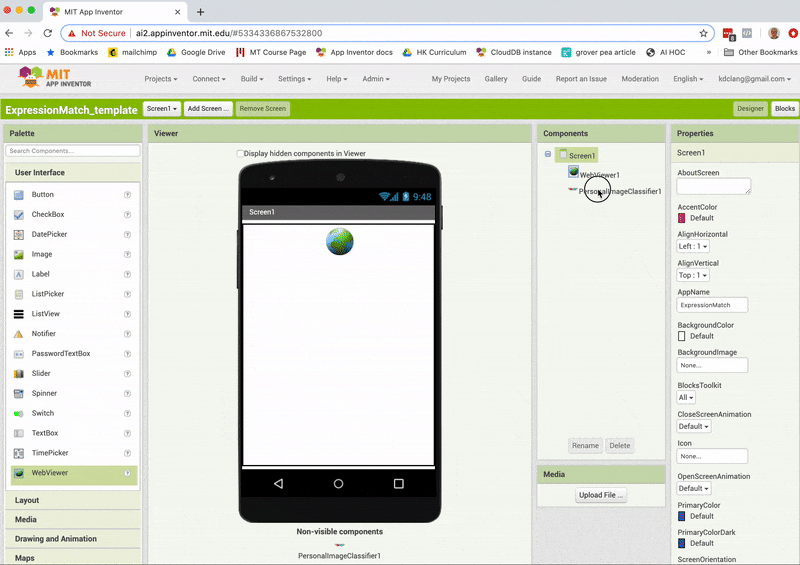 MIT App Inventor
Not Secure
ai2.appinventor.mit.edu/#5334336867532800
Apps
Bookmarks
mailchimp
Google Drive
MT Course Page
App Inventor docs
HK Curriculum
CloudDB instance
grover pea article
AI HOC
»
Other Bookmarks
MIT
APP INVENTOR
Projects
Connect
Build
Settings
Help
Admin
My Projects
Gallery
Guide
Report an Issue
Moderation
English
kdclang@gmail.com
ExpressionMatch_template
Screen1
Add Screen ...
Remove Screen
Designer
Blocks
Palette
Search Components...
User Interface
Button
CheckBox
DatePicker
Image
Label
ListPicker
ListView
Notifier
PasswordTextBox
Slider
Spinner
Switch
TextBox
TimePicker
WebViewer
Layout
Media
Drawing and Animation
Maps
Viewer
Display hidden components in Viewer
9:48
Screen1
Non-visible components
PersonalImageClassifier1
Components
Screen1
WebViewer1
PersonalImageClassifier1
Rename
Delete
Media
Upload File ...
Properties
Screen1
AboutScreen
AccentColor
Default
AlignHorizontal
Left : 1
AlignVertical
Top : 1
AppName
ExpressionMatch
BackgroundColor
Default
BackgroundImage
None...
BlocksToolkit
All
CloseScreenAnimation
Default
Icon
None...
OpenScreenAnimation
Default
PrimaryColor
Default
PrimaryColorDark
Default
ScreenOrientation